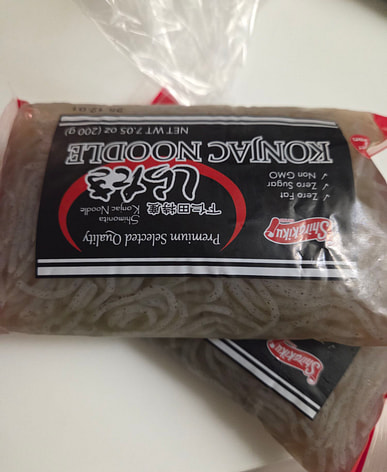 Shirakiku
Premium Selected Quality
下仁田特産
Shimonita
Konjac Noodle
しらたき
✓ Zero Fat
✓ Zero Sugar
✓ Non GMO
KONJAC NOODLE
NET WT 7.05 oz (200 g)
Shirakiku